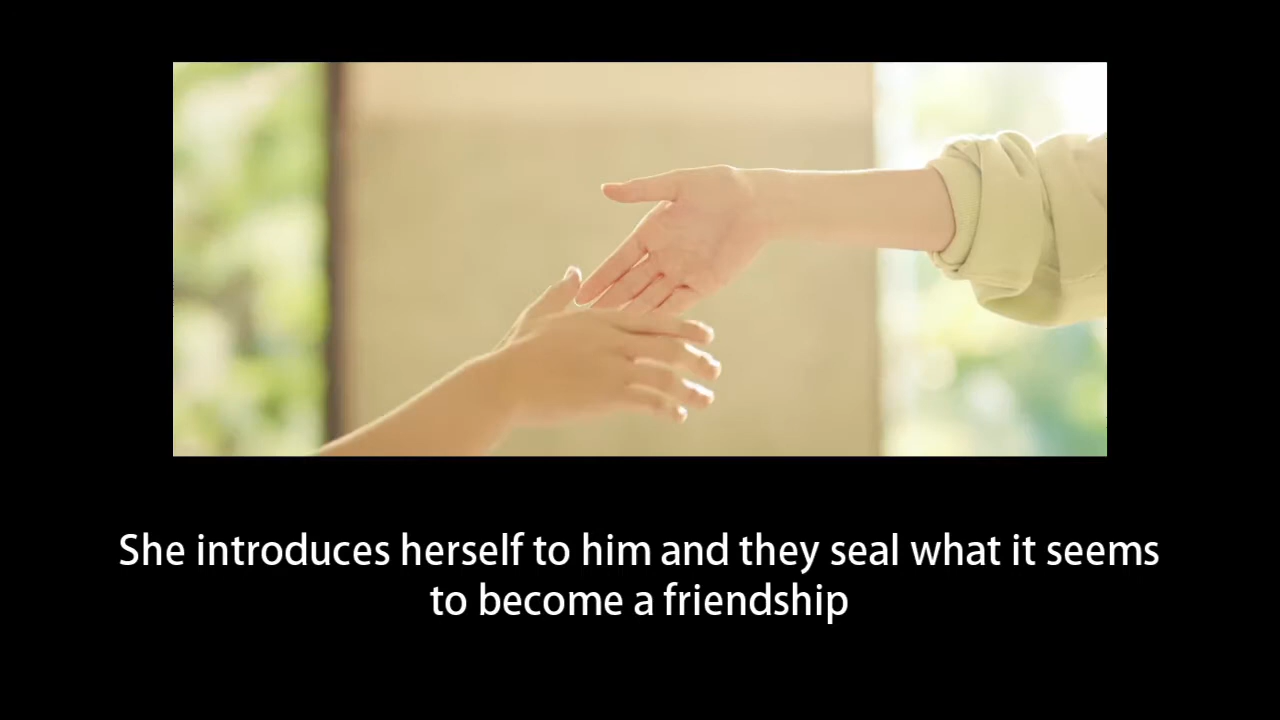 She introduces herself to him and they seal what it seems
to become a friendship